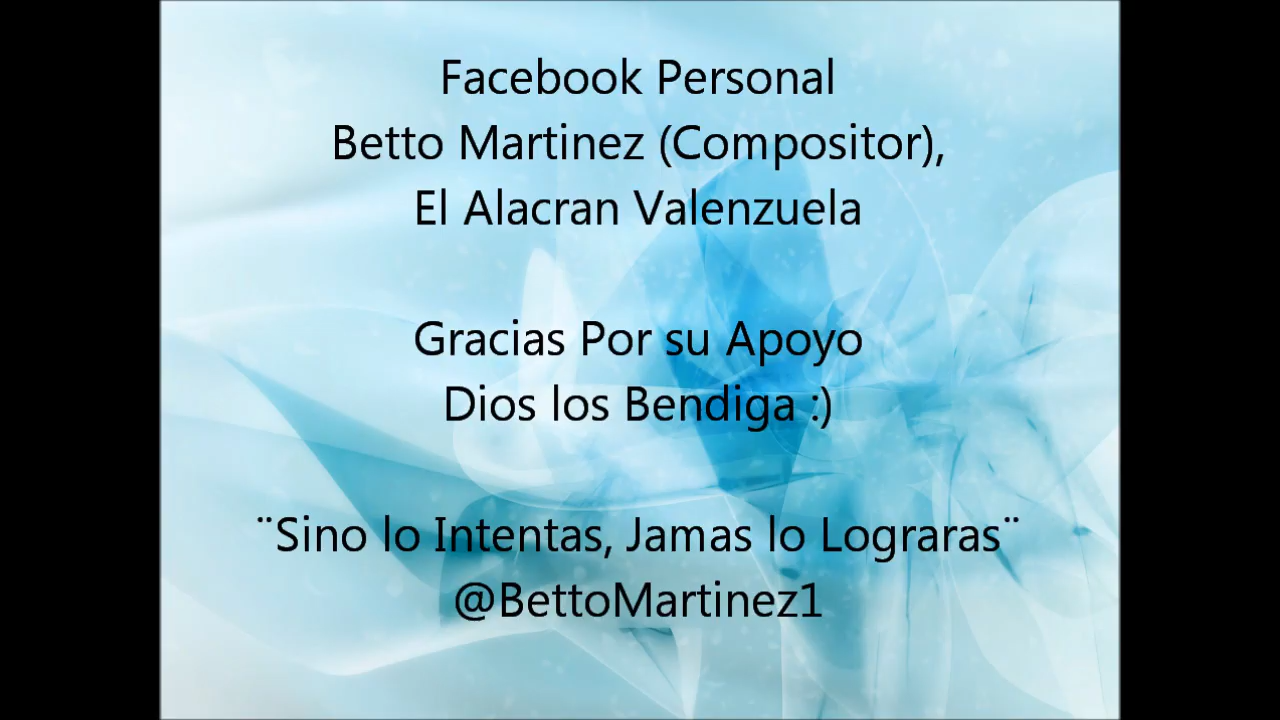 Facebook Personal
Betto Martinez (Compositor),
El Alacran Valenzuela
Gracias Por su Apoyo
Dios los Bendiga :)
¨Sino lo Intentas, Jamas lo Lograras¨
@BettoMartinez1